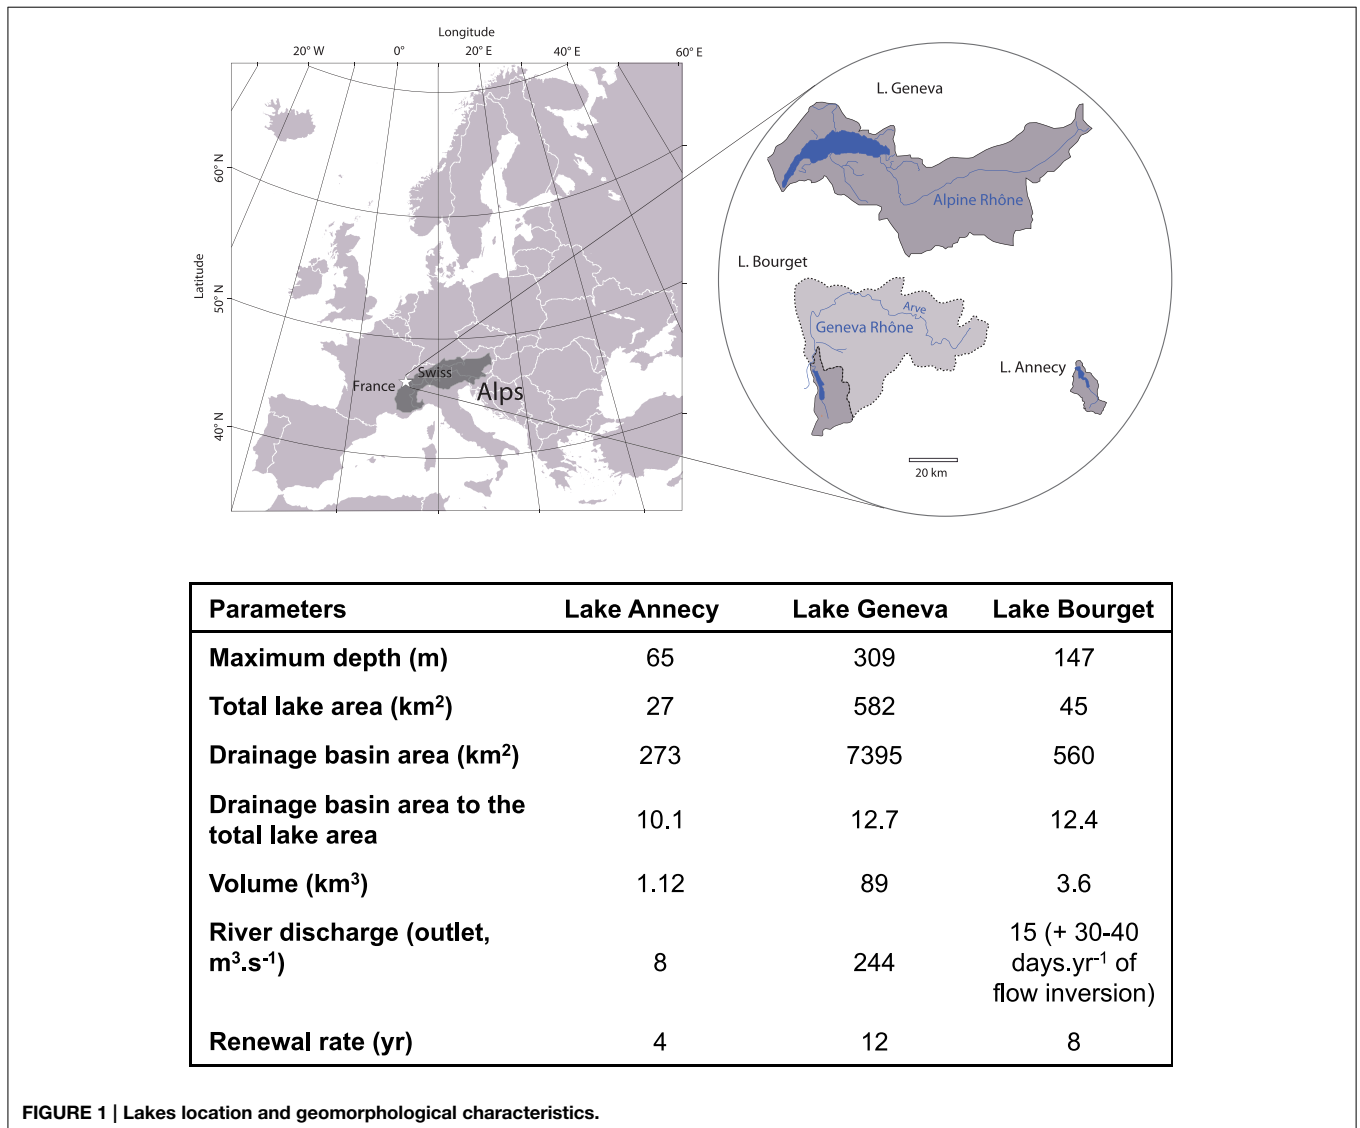 Longitude
20° W 0° 20° E 40° E 60° E
Latitude
60° N
50° N
40° N
France
Swiss
Alps
L. Geneva
Alpine Rhône
L. Bourget
Arve
Geneva Rhône
L. Annecy
20 km
Parameters Lake Annecy Lake Geneva Lake Bourget
Maximum depth (m) 65 309 147
Total lake area (km²) 27 582 45
Drainage basin area (km²) 273 7395 560
Drainage basin area to the
total lake area 10.1 12.7 12.4
Volume (km³) 1.12 89 3.6
River discharge (outlet,
m³.s⁻¹) 8 244 15 (+ 30-40
days.yr⁻¹ of
flow inversion)
Renewal rate (yr) 4 12 8
FIGURE 1 | Lakes location and geomorphological characteristics.